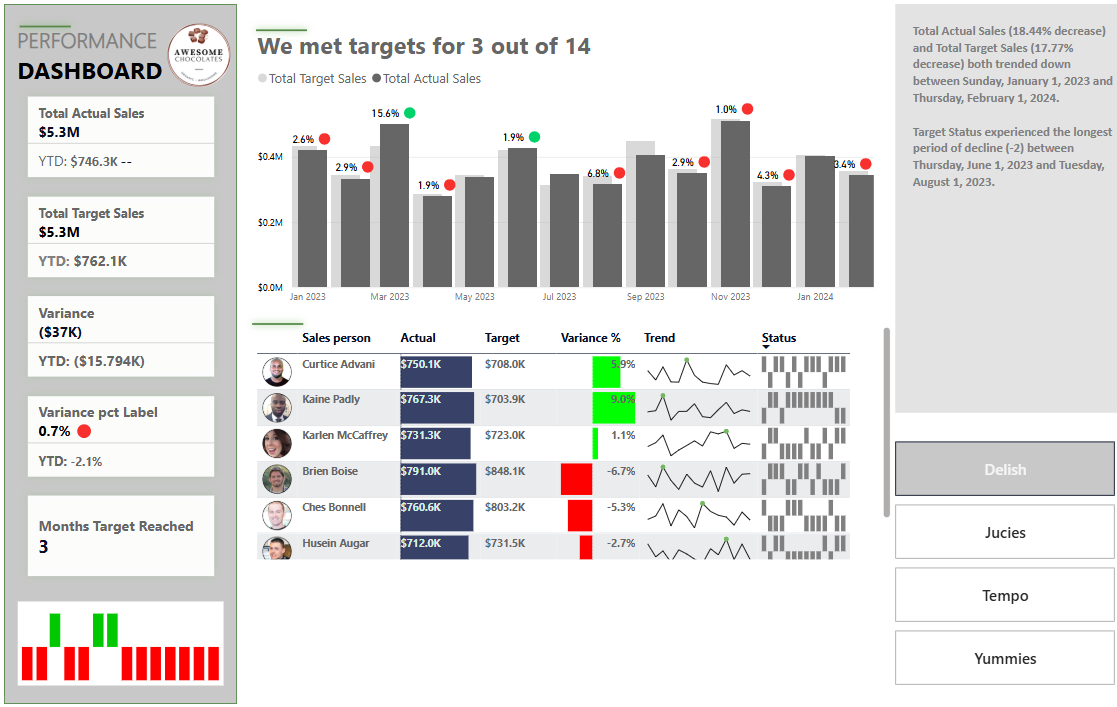 PERFORMANCE
DASHBOARD
AWESOME
CHOCOLATES
Total Actual Sales
$5.3M
YTD: $746.3K --
Total Target Sales
$5.3M
YTD: $762.1K
Variance
($37K)
YTD: ($15.794K)
Variance pct Label
0.7%
YTD: -2.1%
Months Target Reached
3
We met targets for 3 out of 14
Total Target Sales Total Actual Sales
$0.4M
$0.2M
$0.0M
2.6%
2.9%
15.6%
1.9%
1.9%
6.8%
2.9%
1.0%
4.3%
3.4%
Jan 2023
Mar 2023
May 2023
Jul 2023
Sep 2023
Nov 2023
Jan 2024
Sales person Actual Target Variance % Trend Status
Curtice Advani $750.1K $708.0K 5.9%
Kaine Padly $767.3K $703.9K 9.0%
Karlen McCaffrey $731.3K $723.0K 1.1%
Brien Boise $791.0K $848.1K -6.7%
Ches Bonnell $760.6K $803.2K -5.3%
Husein Augar $712.0K $731.5K -2.7%
Total Actual Sales (18.44% decrease)
and Total Target Sales (17.77%
decrease) both trended down
between Sunday, January 1, 2023 and
Thursday, February 1, 2024.
Target Status experienced the longest
period of decline (-2) between
Thursday, June 1, 2023 and Tuesday,
August 1, 2023.
Delish
Jucies
Tempo
Yummies